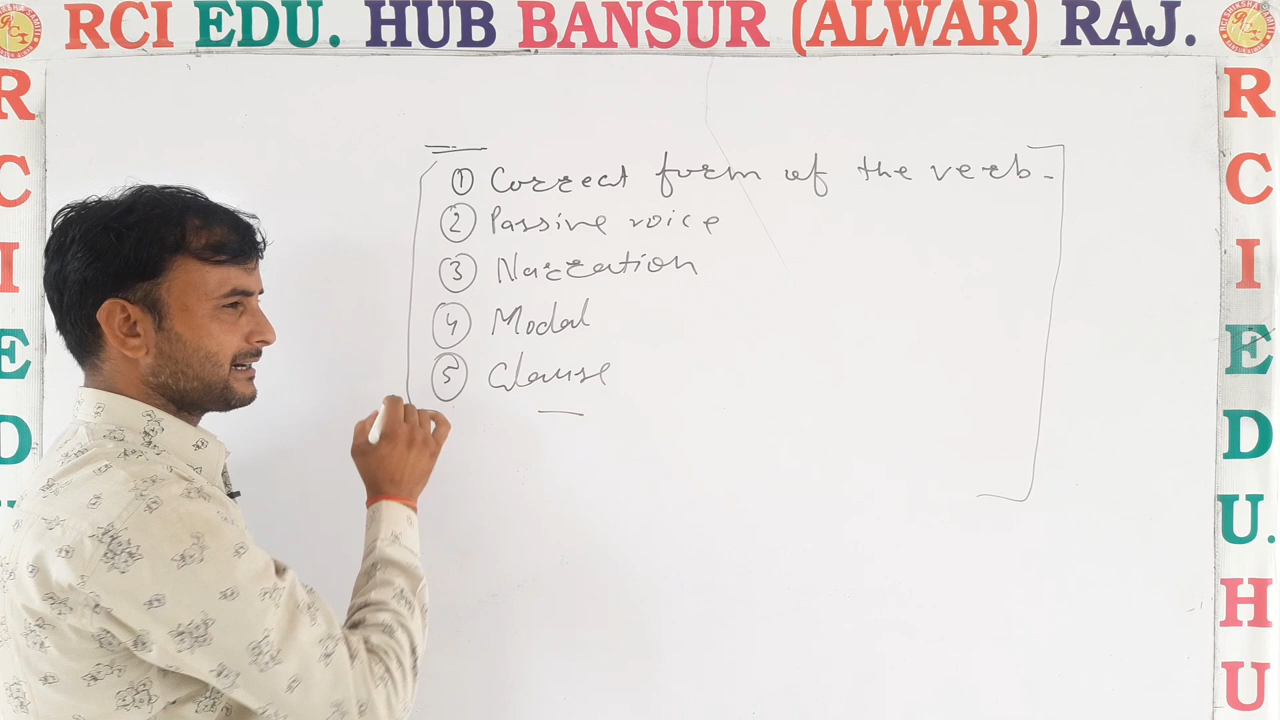 RCI EDU. HUB BANSUR (ALWAR) RAJ.
① Correct form of the verb.
② Passive voice
③ Narration
④ Modal
⑤ Clause
R
C
I
E
D
R
C
I
E
D
U.
H
U